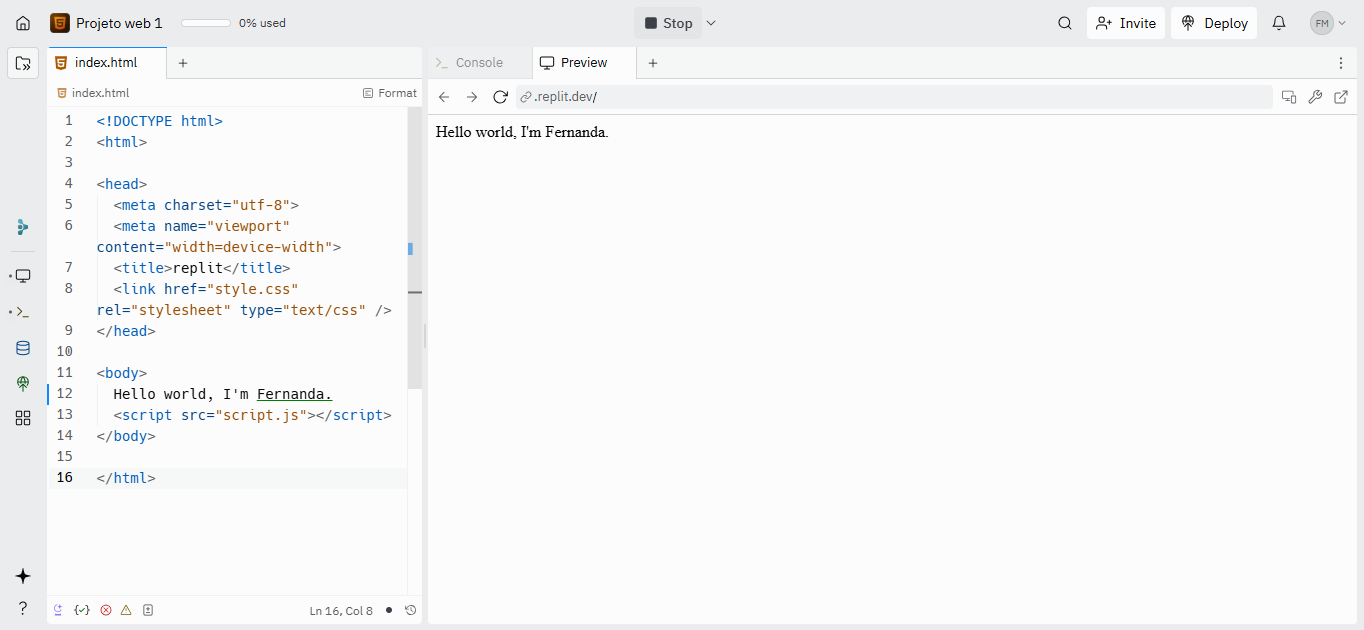 Projeto web 1
0% used
Stop
Invite
Deploy
FM
index.html
Console
Preview
index.html
Format
.replit.dev/
1 <!DOCTYPE html>
2 <html>
3
4 <head>
5 <meta charset="utf-8">
6 <meta name="viewport"
content="width=device-width">
7 <title>replit</title>
8 <link href="style.css"
rel="stylesheet" type="text/css" />
9 </head>
10
11 <body>
12 Hello world, I'm Fernanda.
13 <script src="script.js"></script>
14 </body>
15
16 </html>
Ln 16, Col 8
Hello world, I'm Fernanda.